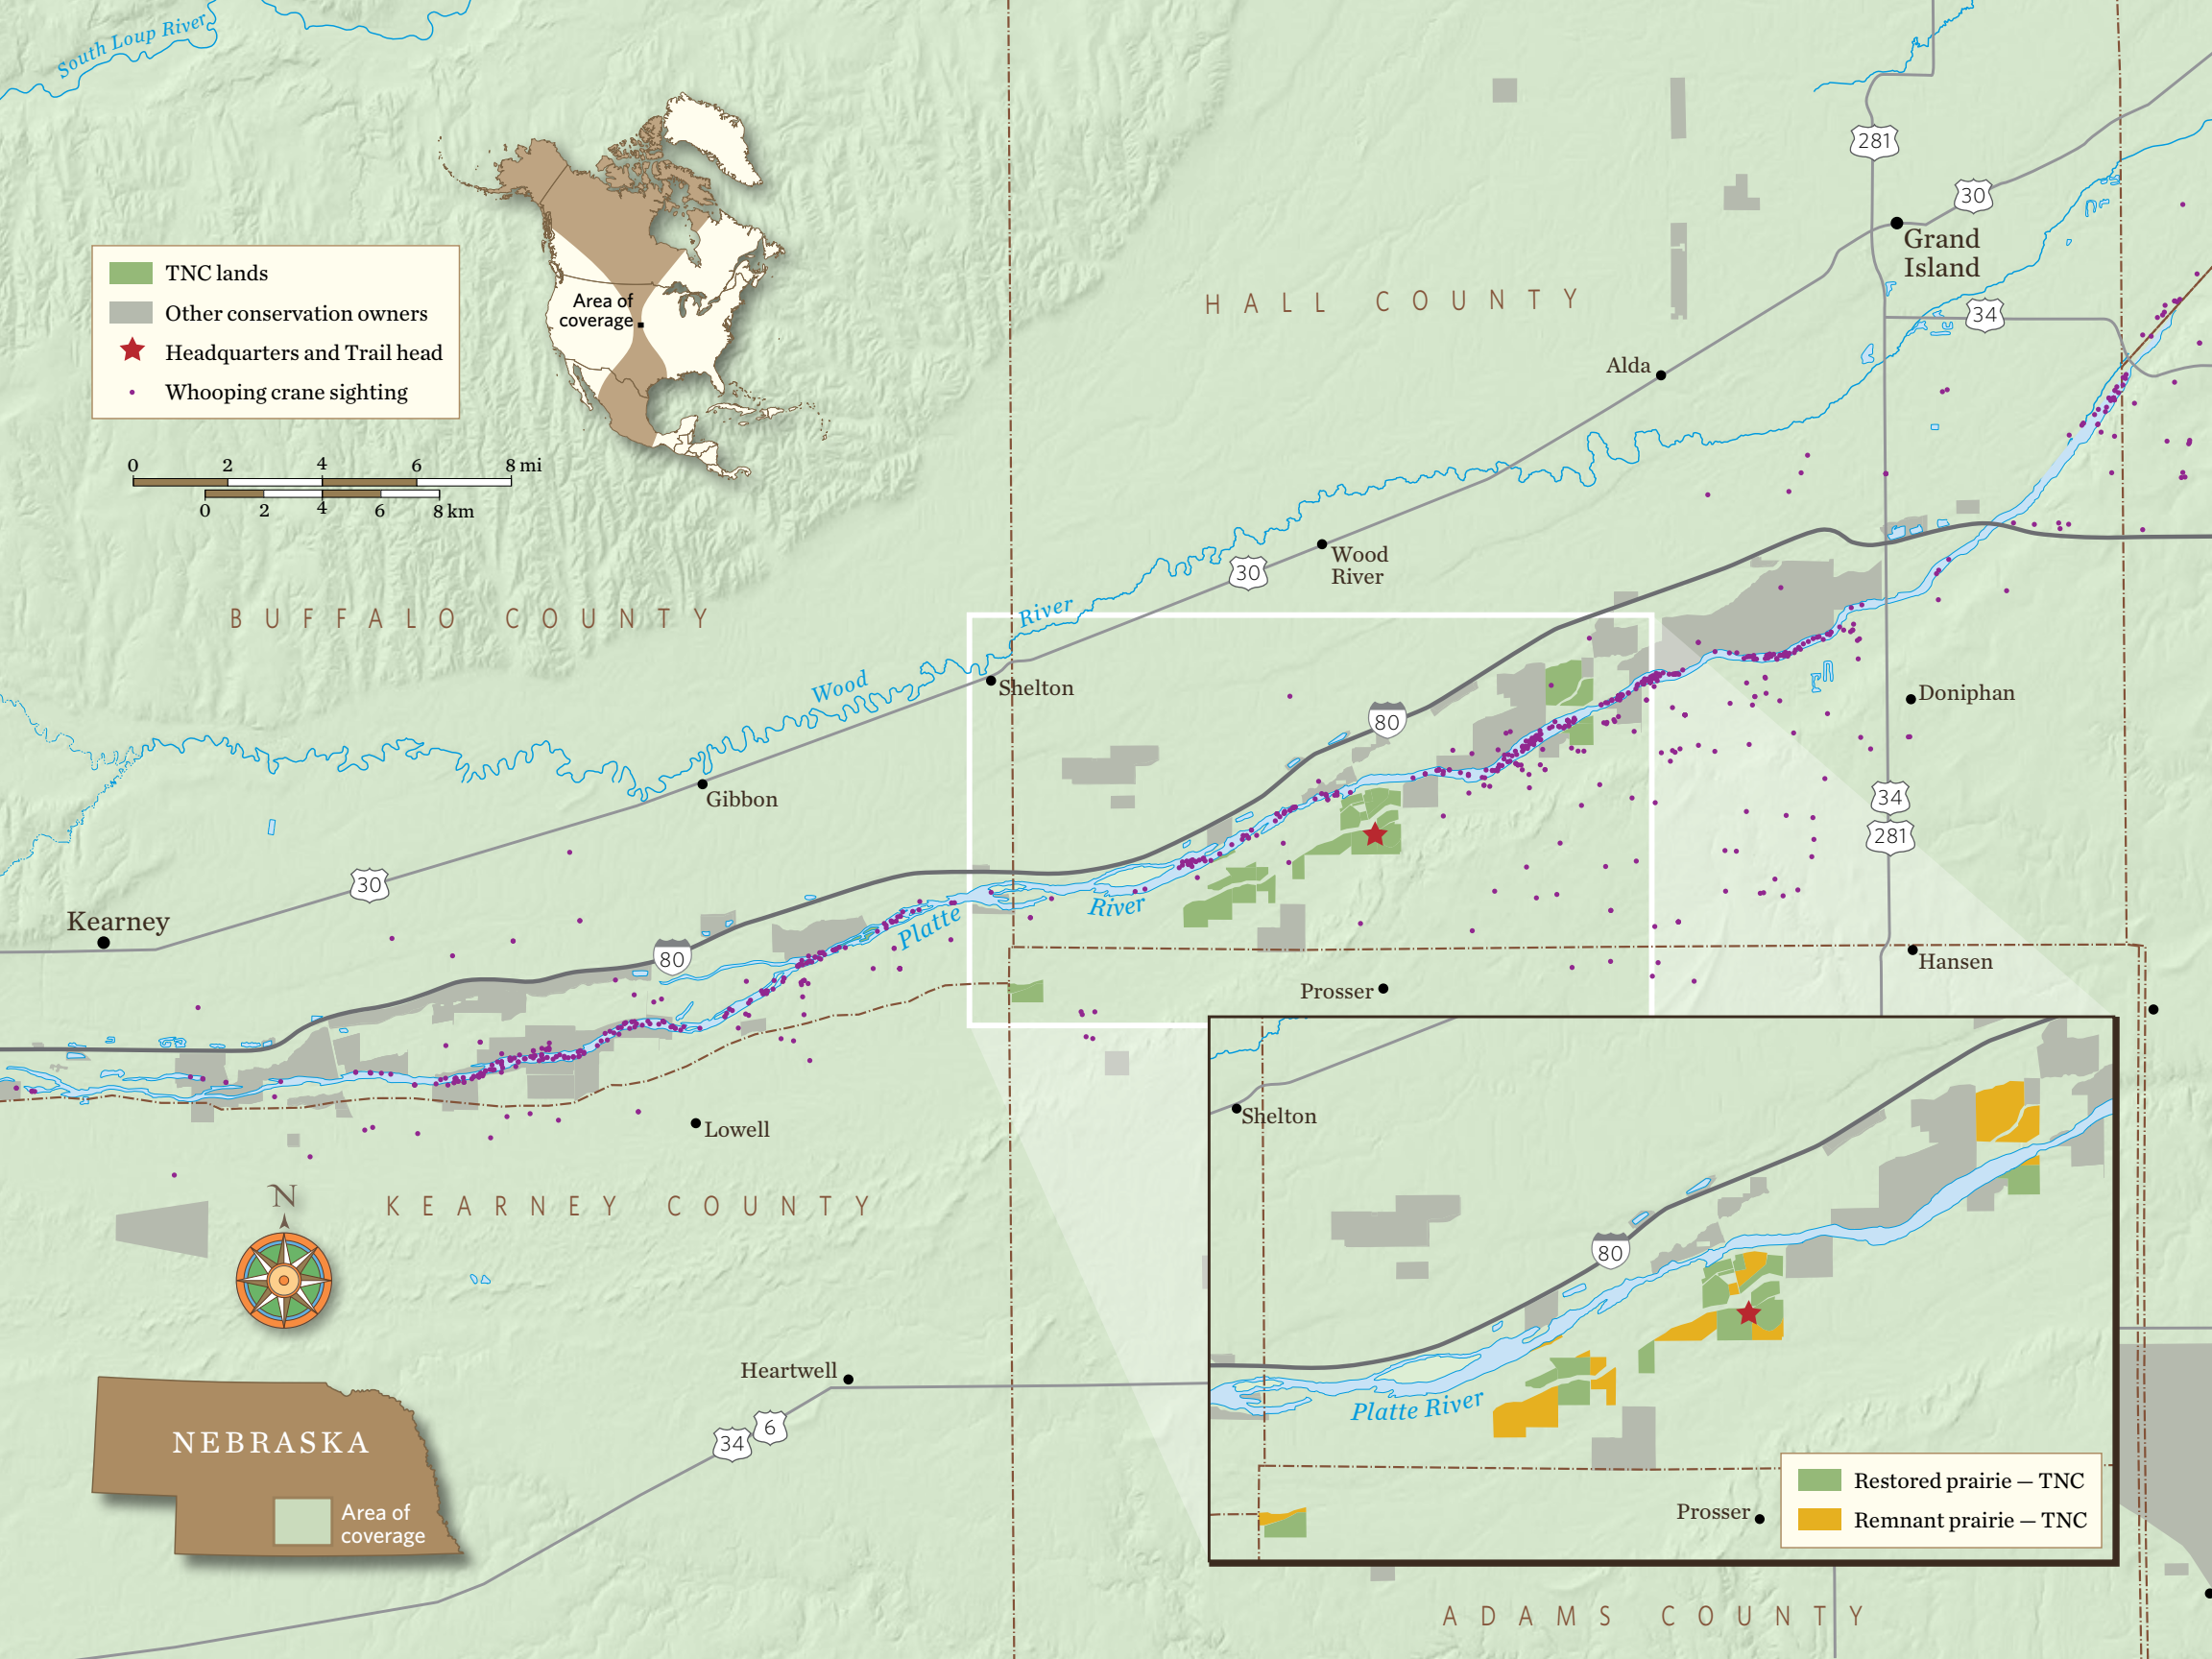 South Loup River
281
30
Grand
Island
TNC lands
Other conservation owners
Headquarters and Trail head
Whooping crane sighting
Area of
coverage
HALL COUNTY
34
Alda
0 2 4 6 8 mi
0 2 4 6 8 km
Wood
River
30
BUFFALO COUNTY
River
Wood
Shelton
Doniphan
80
Gibbon
34
281
30
Kearney
Platte
River
80
Hansen
Prosser
Lowell
N
KEARNEY COUNTY
Shelton
80
Heartwell
Platte River
34
6
NEBRASKA
Area of
coverage
Restored prairie — TNC
Remnant prairie — TNC
Prosser
ADAMS COUNTY